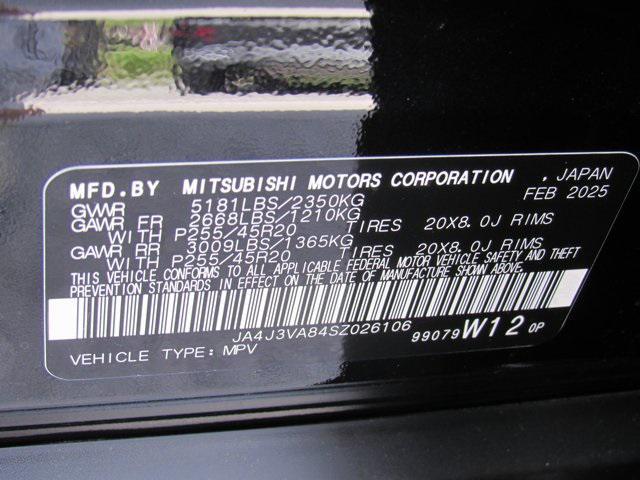 MFD.BY MITSUBISHI MOTORS CORPORATION , JAPAN
GVWR 5181LBS/2350KG FEB 2025
GAWR FR 2668LBS/1210KG
WITH P255/45R20 TIRES 20X8.0J RIMS
GAWR RR 3009LBS/1365KG
WITH P255/45R20 TIRES 20X8.0J RIMS
THIS VEHICLE CONFORMS TO ALL APPLICABLE FEDERAL MOTOR VEHICLE SAFETY AND THEFT
PREVENTION STANDARDS IN EFFECT ON THE DATE OF MANUFACTURE SHOWN ABOVE.
JA4J3VA84SZ026106 99079 W12 0P
VEHICLE TYPE: MPV